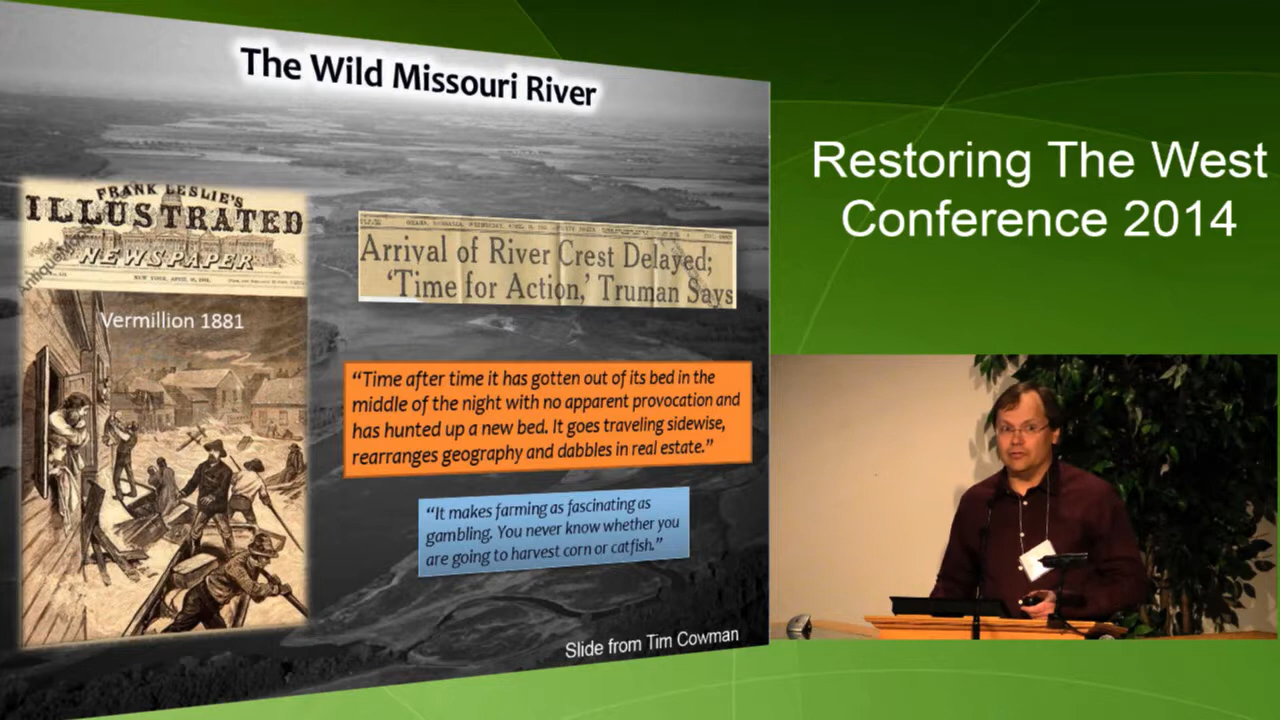 The Wild Missouri River
FRANK LESLIE'S
ILLUSTRATED
NEWSPAPER
NEW YORK, APRIL
Vermillion 1881
Arrival of River Crest Delayed;
'Time for Action,' Truman Says
“Time after time it has gotten out of its bed in the
middle of the night with no apparent provocation and
has hunted up a new bed. It goes traveling sidewise,
rearranges geography and dabbles in real estate.”
“It makes farming as fascinating as
gambling. You never know whether you
are going to harvest corn or catfish.”
Slide from Tim Cowman
Restoring The West
Conference 2014